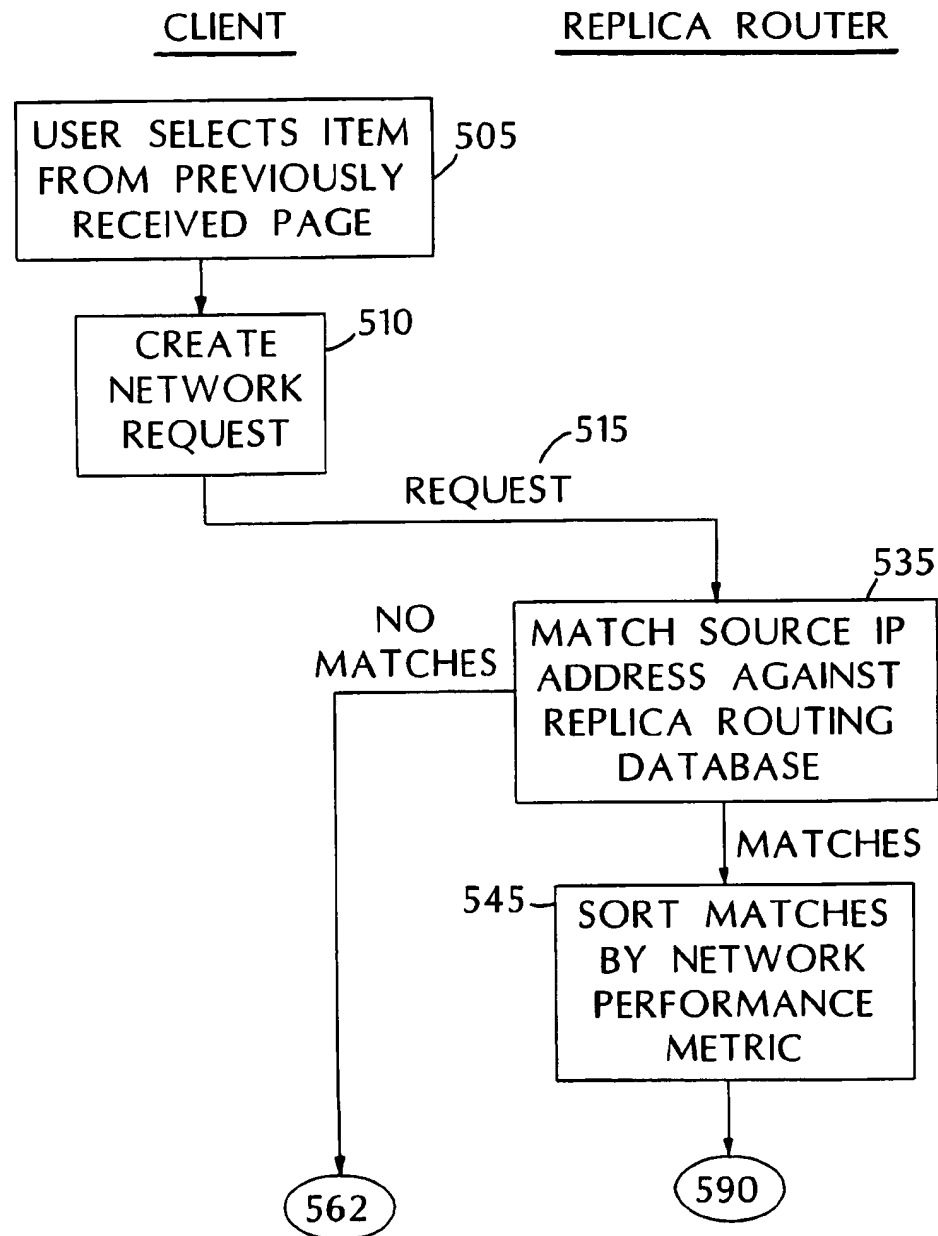 CLIENT
REPLICA ROUTER
USER SELECTS ITEM
FROM PREVIOUSLY
RECEIVED PAGE
505
CREATE
NETWORK
REQUEST
510
515
REQUEST
535
MATCH SOURCE IP
ADDRESS AGAINST
REPLICA ROUTING
DATABASE
NO
MATCHES
MATCHES
545
SORT MATCHES
BY NETWORK
PERFORMANCE
METRIC
562
590